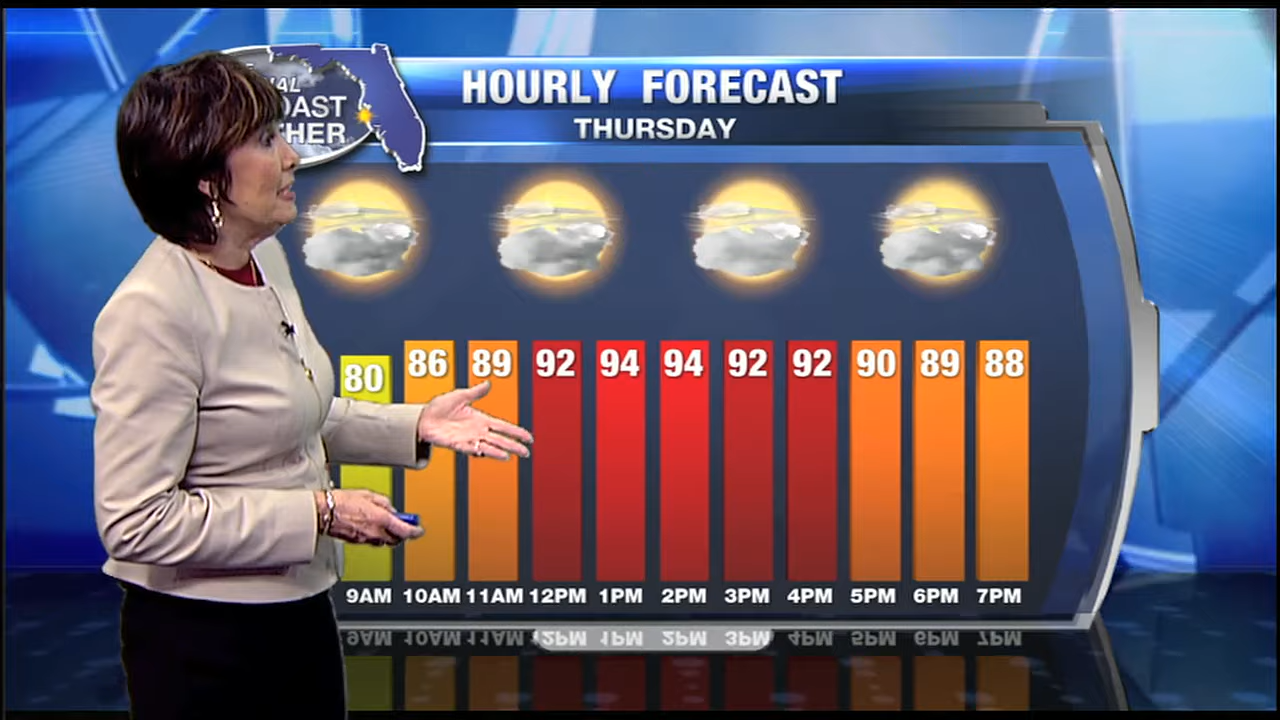 HOURLY FORECAST
THURSDAY
80 86 89 92 94 94 92 92 90 89 88
9AM 10AM 11AM 12PM 1PM 2PM 3PM 4PM 5PM 6PM 7PM